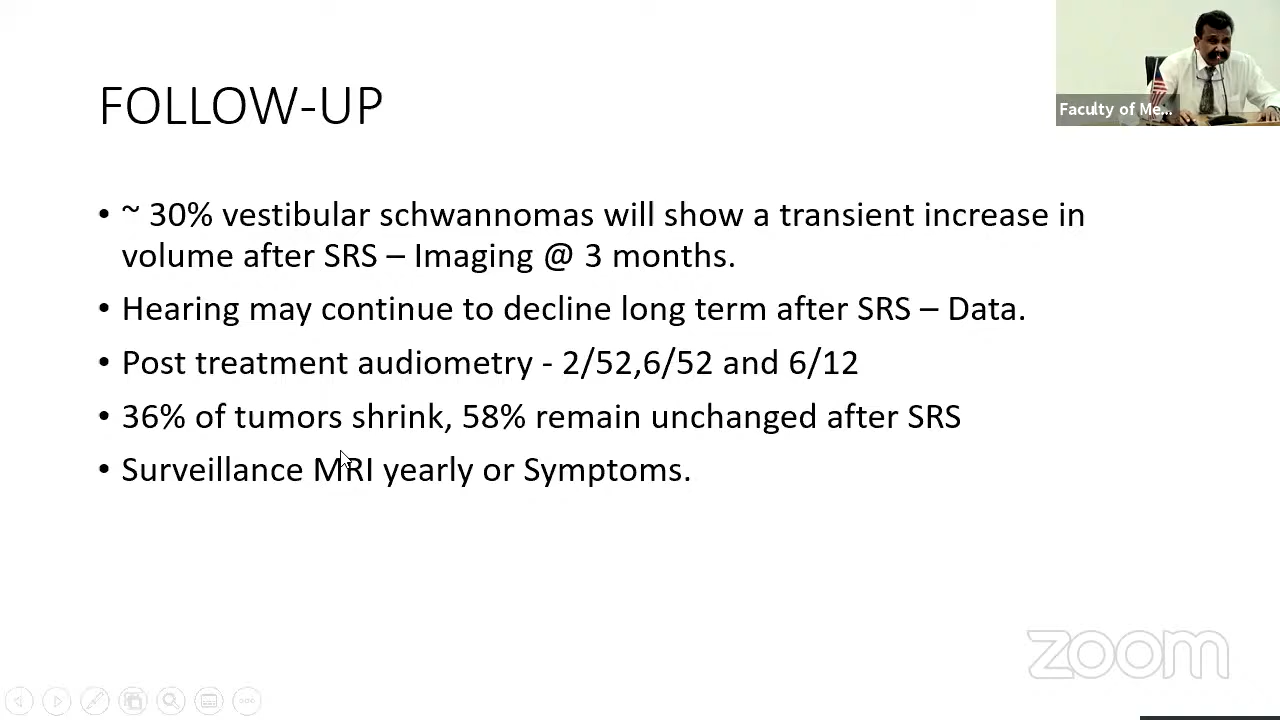 Faculty of Me...
FOLLOW-UP
• ~ 30% vestibular schwannomas will show a transient increase in
volume after SRS – Imaging @ 3 months.
• Hearing may continue to decline long term after SRS – Data.
• Post treatment audiometry - 2/52,6/52 and 6/12
• 36% of tumors shrink, 58% remain unchanged after SRS
• Surveillance MRI yearly or Symptoms.
zoom